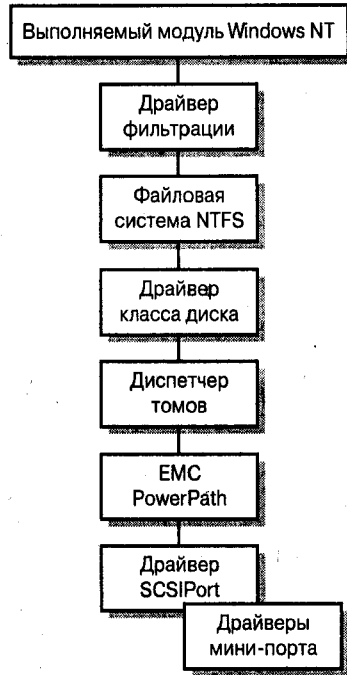 Выполняемый модуль Windows NT
Драйвер
фильтрации
Файловая
система NTFS
Драйвер
класса диска
Диспетчер
томов
EMC
PowerPath
Драйвер
SCSIPort
Драйверы
мини-порта